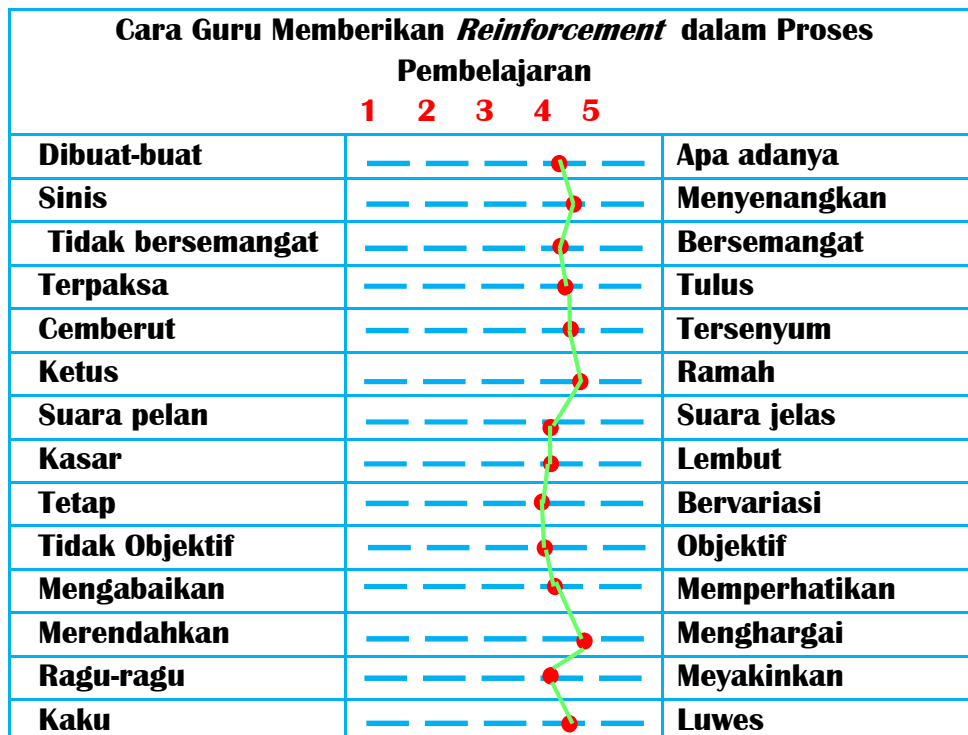 Cara Guru Memberikan Reinforcement dalam Proses
Pembelajaran
1 2 3 4 5
Dibuat-buat Apa adanya
Sinis Menyenangkan
Tidak bersemangat Bersemangat
Terpaksa Tulus
Cemberut Tersenyum
Ketus Ramah
Suara pelan Suara jelas
Kasar Lembut
Tetap Bervariasi
Tidak Objektif Objektif
Mengabaikan Memperhatikan
Merendahkan Menghargai
Ragu-ragu Meyakinkan
Kaku Luwes